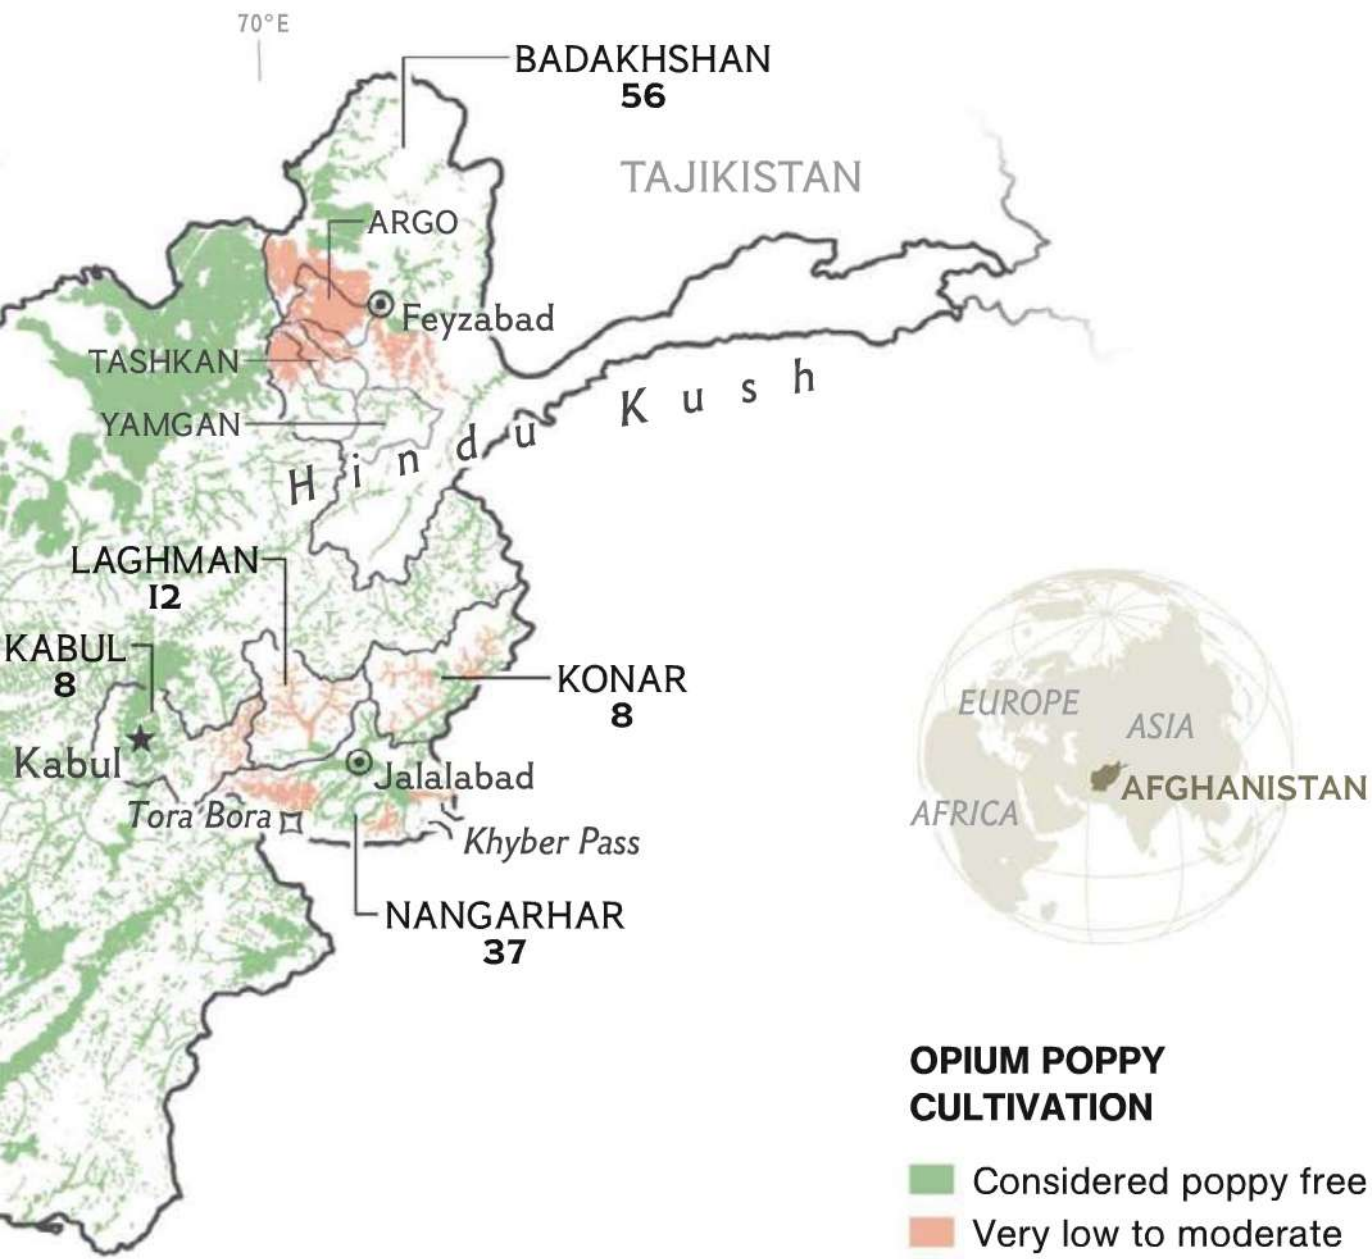 70°E
BADAKHSHAN
56
TAJIKISTAN
ARGO
Feyzabad
TASHKAN
YAMGAN
Hindu Kush
LAGHMAN
12
KABUL
8
KONAR
8
Kabul
Jalalabad
Tora Bora
Khyber Pass
NANGARHAR
37
EUROPE
ASIA
AFGHANISTAN
AFRICA
OPIUM POPPY
CULTIVATION
Considered poppy free
Very low to moderate